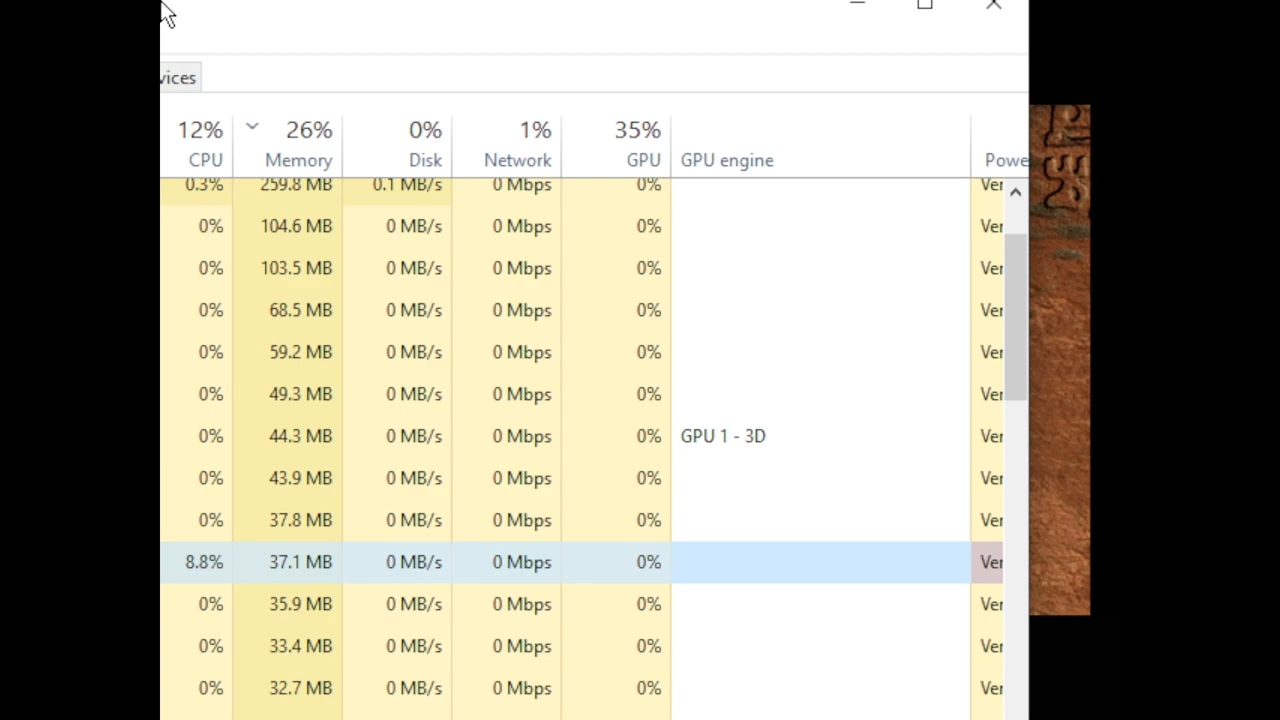 vices
12% 26% 0% 1% 35%
CPU Memory Disk Network GPU GPU engine Powe
0.3% 259.8 MB 0.1 MB/s 0 Mbps 0% Ver
0% 104.6 MB 0 MB/s 0 Mbps 0% Ver
0% 103.5 MB 0 MB/s 0 Mbps 0% Ver
0% 68.5 MB 0 MB/s 0 Mbps 0% Ver
0% 59.2 MB 0 MB/s 0 Mbps 0% Ver
0% 49.3 MB 0 MB/s 0 Mbps 0% Ver
0% 44.3 MB 0 MB/s 0 Mbps 0% GPU 1 - 3D Ver
0% 43.9 MB 0 MB/s 0 Mbps 0% Ver
0% 37.8 MB 0 MB/s 0 Mbps 0% Ver
8.8% 37.1 MB 0 MB/s 0 Mbps 0% Ver
0% 35.9 MB 0 MB/s 0 Mbps 0% Ver
0% 33.4 MB 0 MB/s 0 Mbps 0% Ver
0% 32.7 MB 0 MB/s 0 Mbps 0% Ver